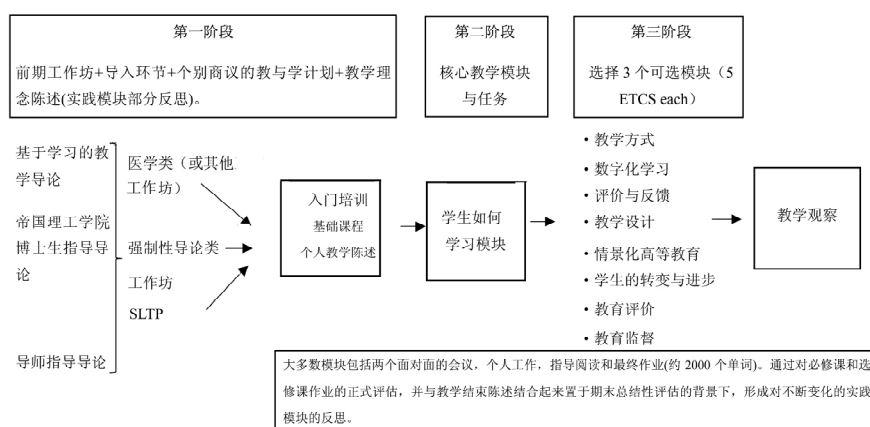 第一阶段
前期工作坊+导入环节+个别商议的教与学计划+教学理
念陈述(实践模块部分反思)。
第二阶段
核心教学模块
与任务
第三阶段
选择 3 个可选模块（5
ETCS each）
基于学习的教
学导论
帝国理工学院
博士生指导导
论
导师指导导论
医学类（或其他
工作坊）
强制性导论类
工作坊
SLTP
入门培训
基础课程
个人教学陈述
学生如何
学习模块
·教学方式
·数字化学习
·评价与反馈
·教学设计
·情景化高等教育
·学生的转变与进步
·教育评价
·教育监督
教学观察
大多数模块包括两个面对面的会议，个人工作，指导阅读和最终作业(约 2000 个单词)。通过对必修课和选
修课作业的正式评估，并与教学结束陈述结合起来置于期末总结性评估的背景下，形成对不断变化的实践
模块的反思。